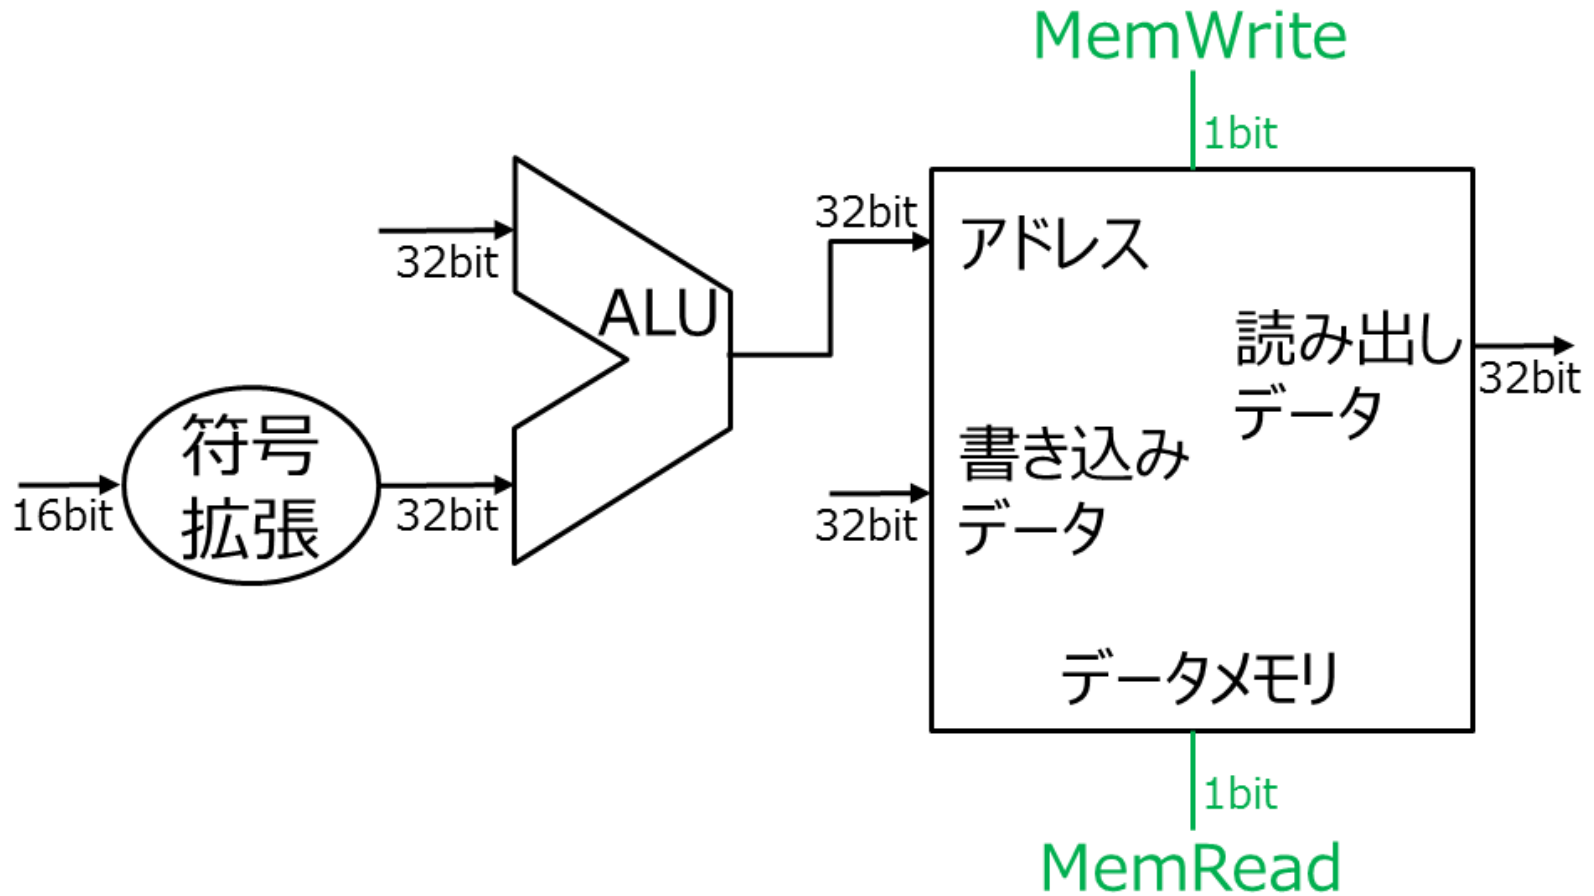 MemWrite
1bit
32bit
アドレス
32bit
ALU
読み出し
データ
32bit
符号
拡張
16bit
32bit
書き込み
データ
32bit
データメモリ
1bit
MemRead